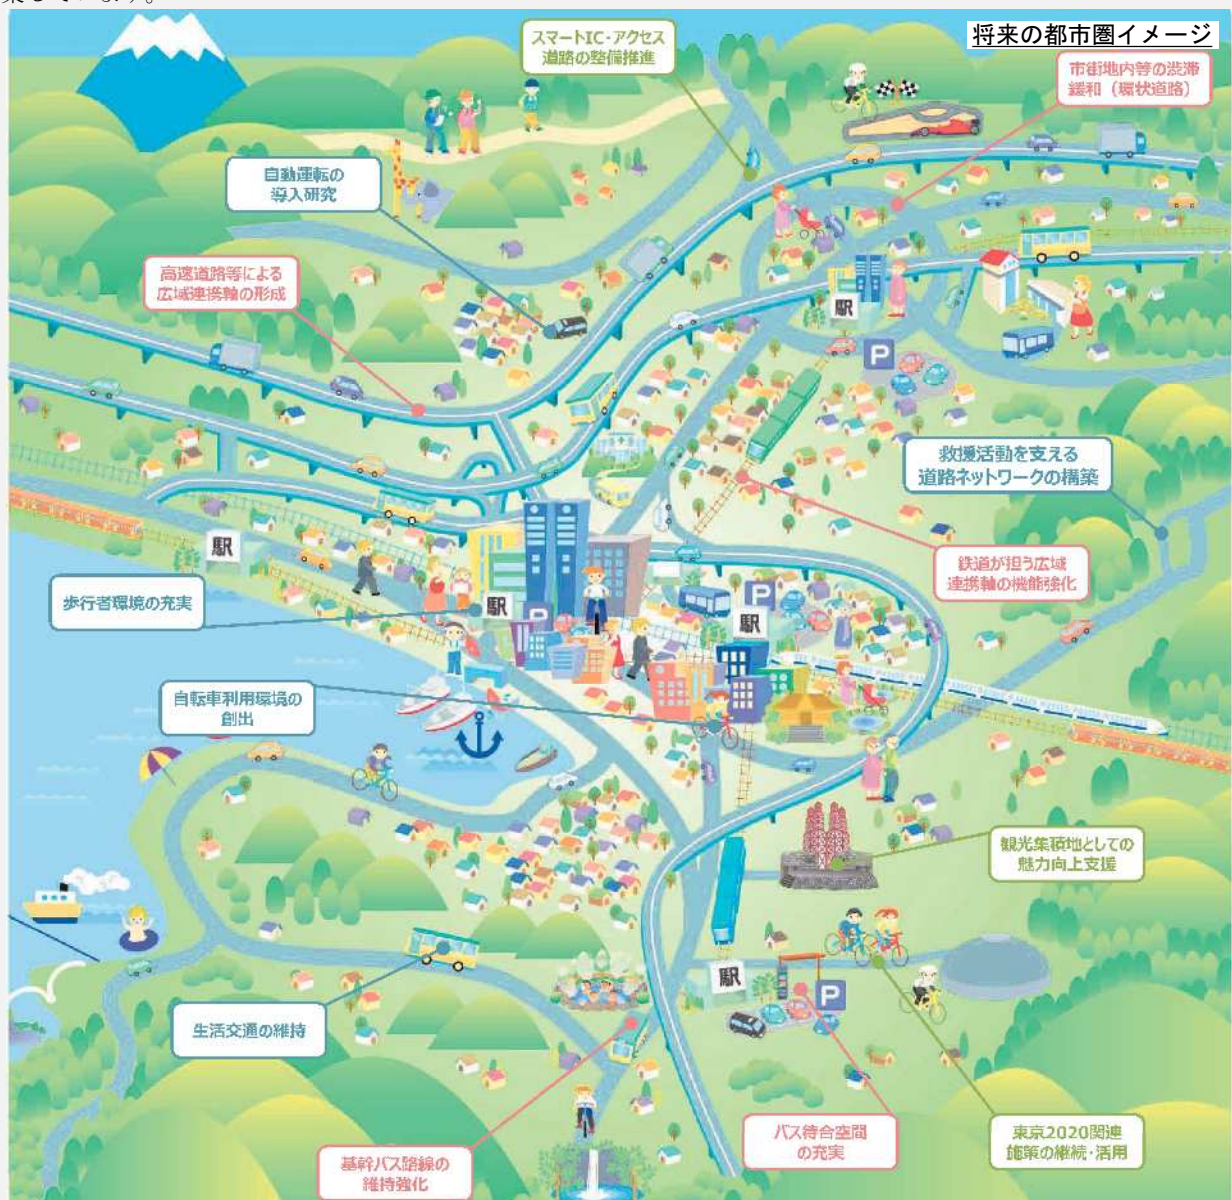 楽しています。
将来の都市圏イメージ
スマートIC・アクセス
道路の整備推進
市街地内等の渋滞
緩和（環状道路）
自動運転の
導入研究
高速道路等による
広域連携軸の形成
駅
P
救援活動を支える
道路ネットワークの構築
駅
鉄道が担う広域
連携軸の機能強化
歩行者環境の充実
駅
P
P
駅
自転車利用環境の
創出
観光集積地としての
魅力向上支援
生活交通の維持
駅
P
バス待合空間
の充実
東京2020関連
施策の継続・活用
基幹バス路線の
維持強化